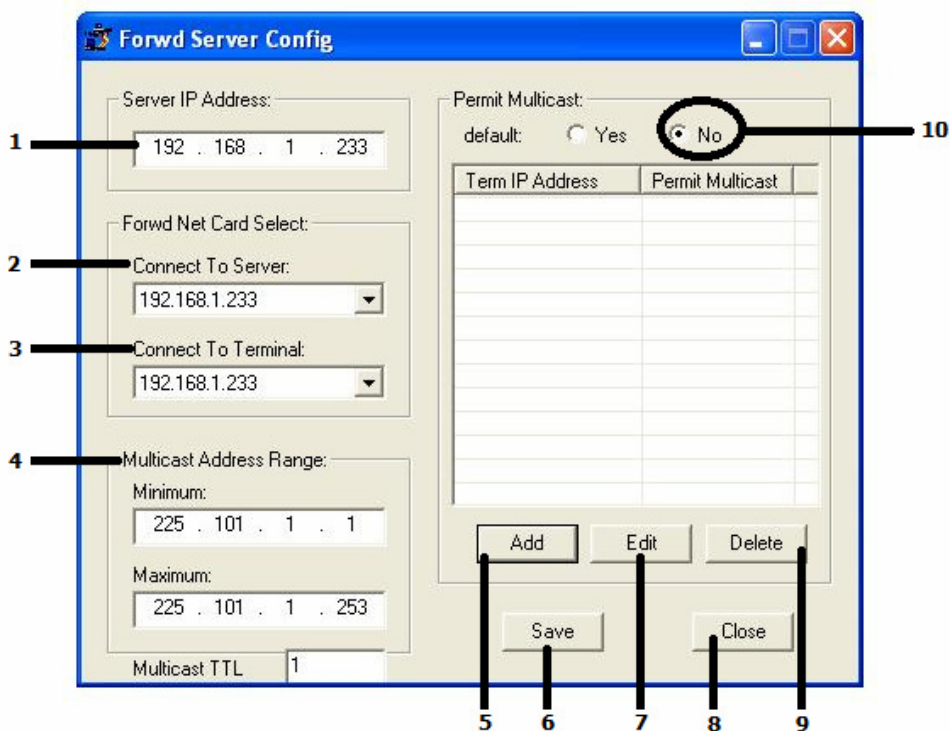 Forwd Server Config
Server IP Address:
1
192 . 168 . 1 . 233
Forwd Net Card Select:
2
Connect To Server:
192.168.1.233
3
Connect To Terminal:
192.168.1.233
4
Multicast Address Range:
Minimum:
225 . 101 . 1 . 1
Maximum:
225 . 101 . 1 . 253
Multicast TTL 1
Permit Multicast:
default: Yes No
10
Term IP Address Permit Multicast
Add Edit Delete
Save Close
5 6 7 8 9